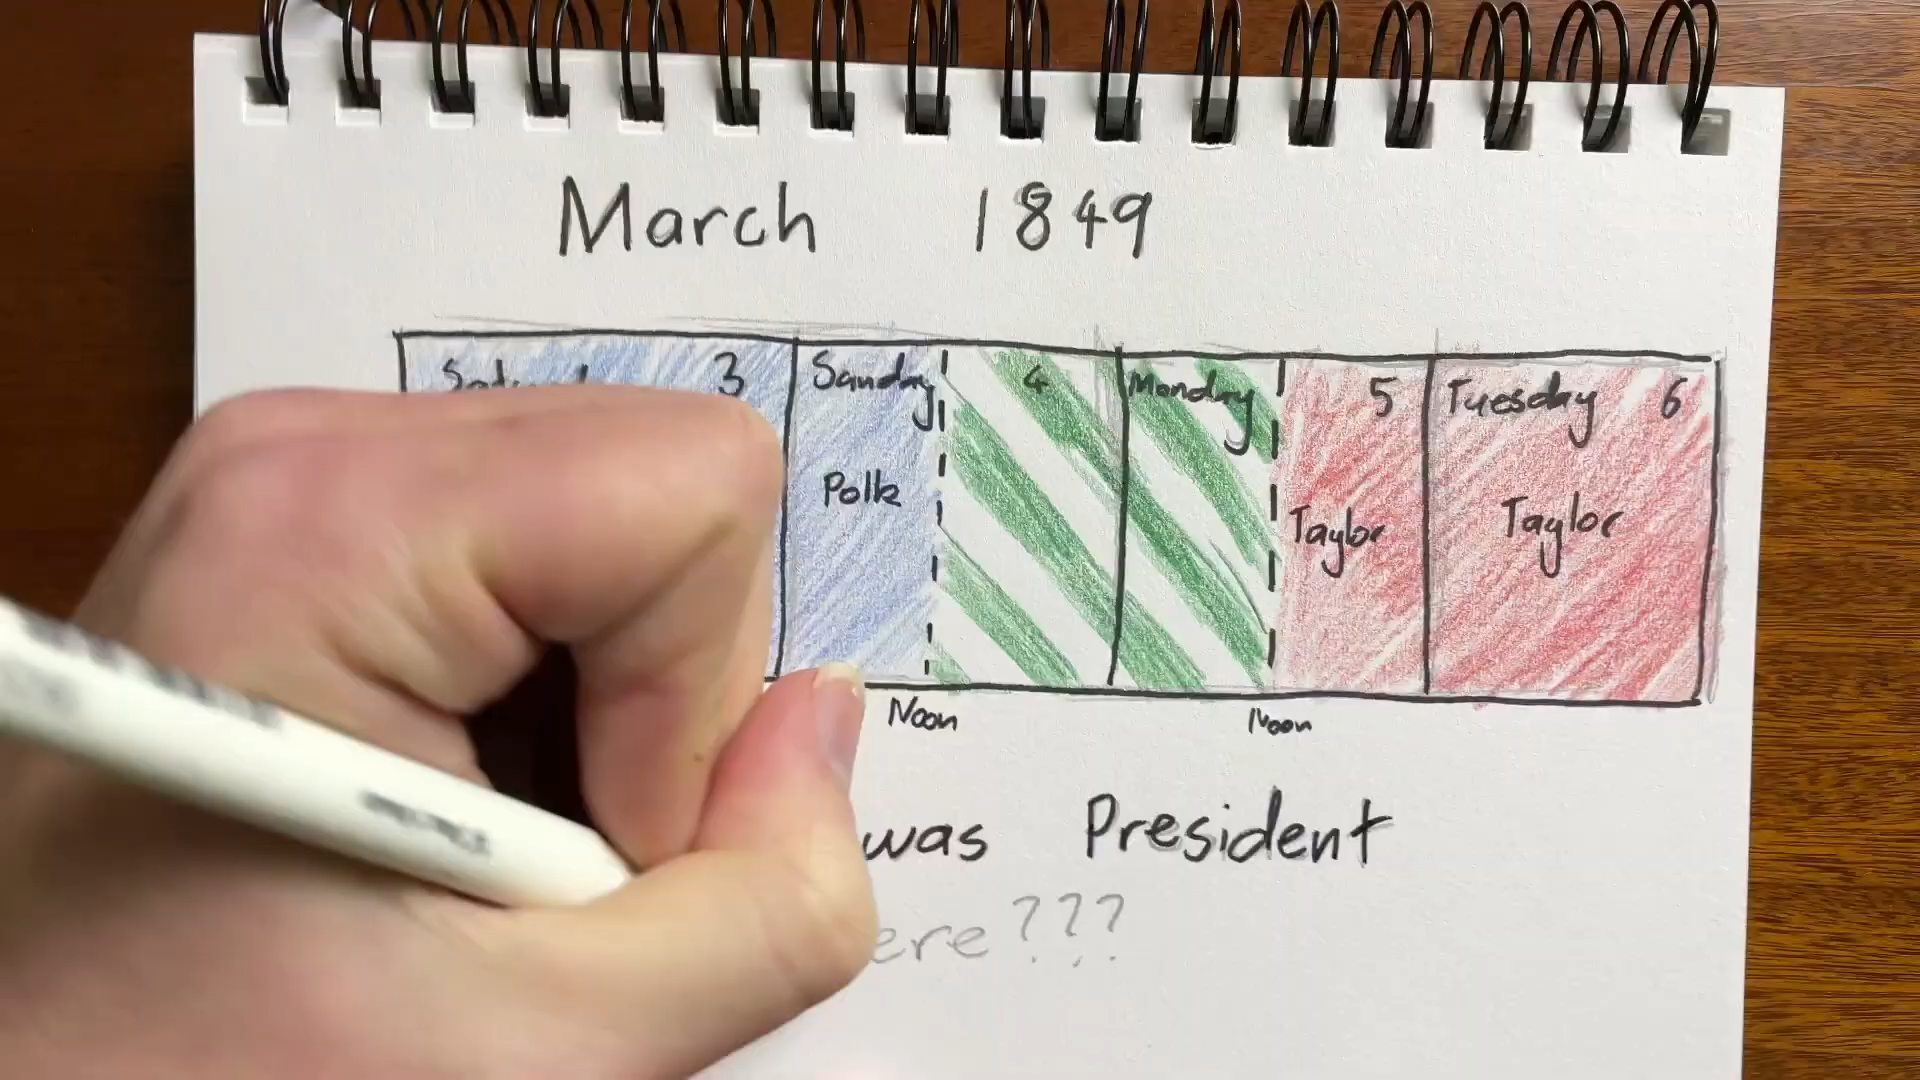 March 1849
3 Sunday 4 Monday 5 Tuesday 6
Polk Taylor Taylor
Noon Noon
was President
???